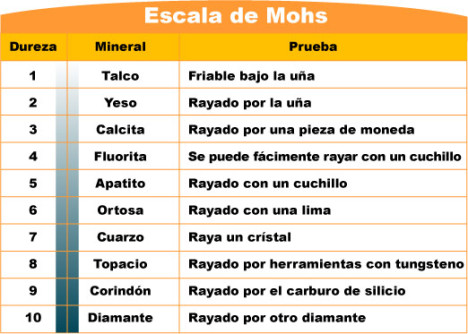 Escala de Mohs
Dureza Mineral Prueba
1 Talco Friable bajo la uña
2 Yeso Rayado por la uña
3 Calcita Rayado por una pieza de moneda
4 Fluorita Se puede fácimente rayar con un cuchillo
5 Apatito Rayado con un cuchillo
6 Ortosa Rayado con una lima
7 Cuarzo Raya un crístal
8 Topacio Rayado por herramientas con tungsteno
9 Corindón Rayado por el carburo de silicio
10 Diamante Rayado por otro diamante